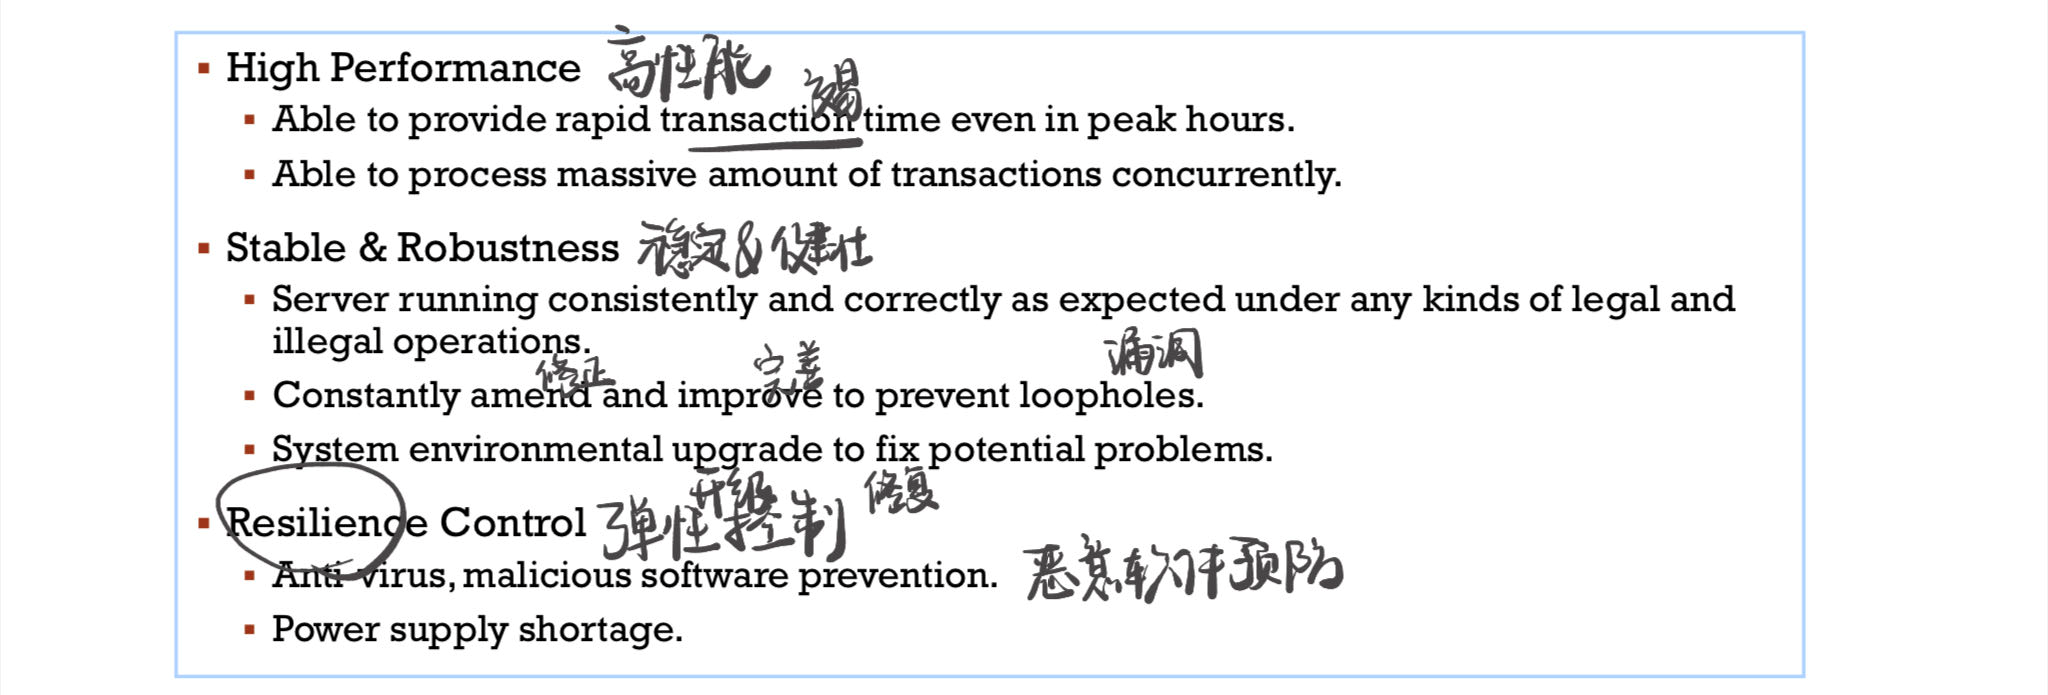 ▪ High Performance 高性能
交易
▪ Able to provide rapid transaction time even in peak hours.
▪ Able to process massive amount of transactions concurrently.
▪ Stable & Robustness 稳定&健壮
▪ Server running consistently and correctly as expected under any kinds of legal and
illegal operations.
修正 完善 漏洞
▪ Constantly amend and improve to prevent loopholes.
▪ System environmental upgrade to fix potential problems.
升级 修复
▪ Resilience Control 弹性控制
▪ Anti-virus, malicious software prevention. 恶意软件预防
▪ Power supply shortage.